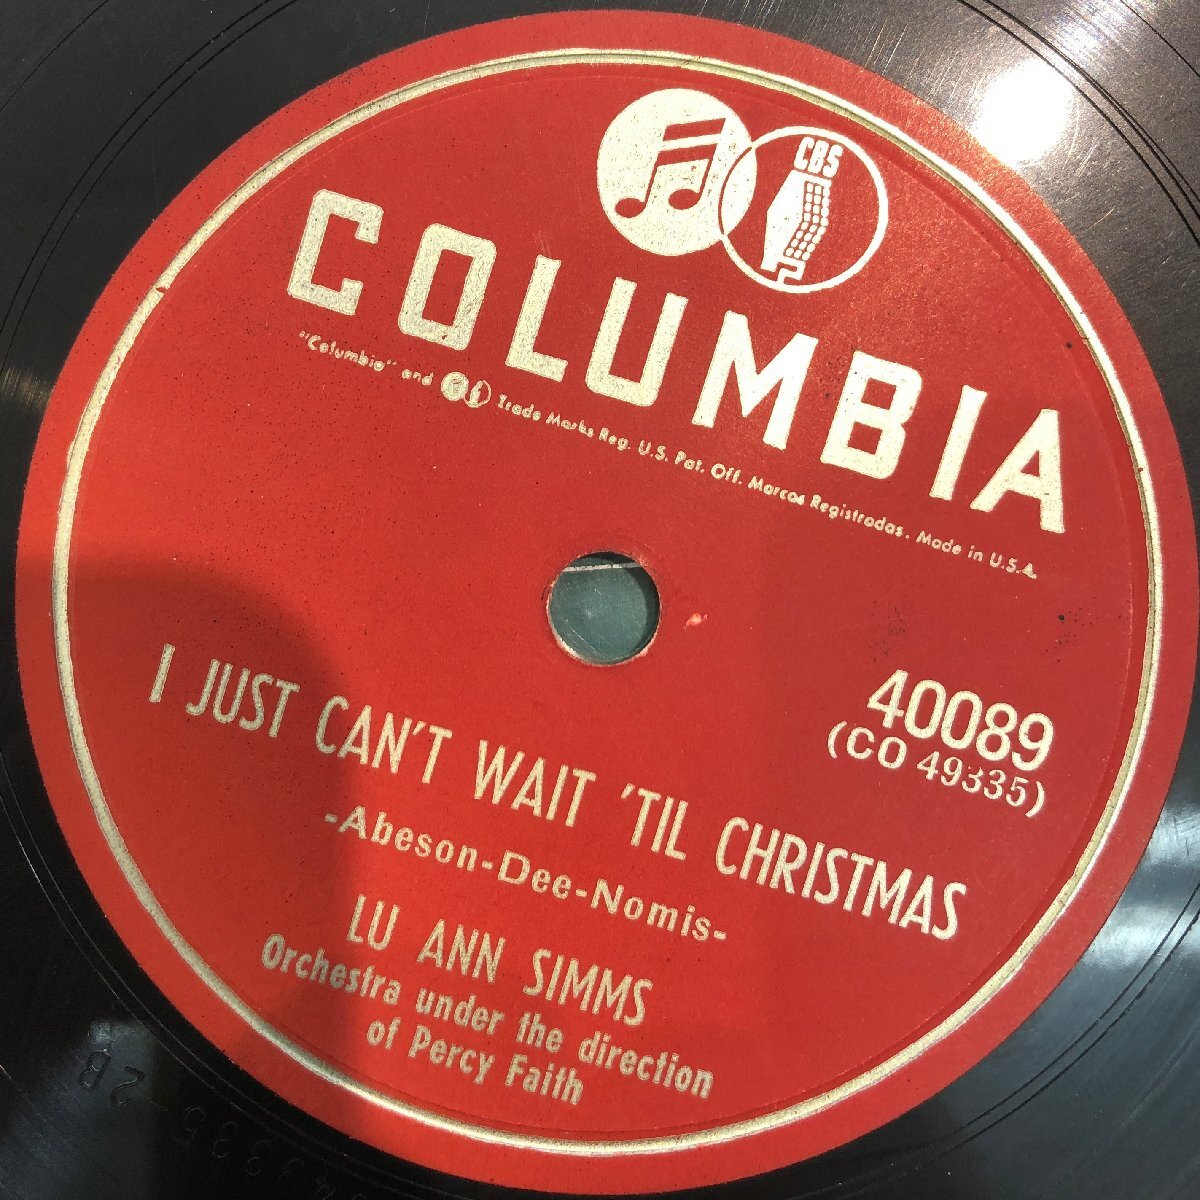 CBS
COLUMBIA
"Columbia" and Trade Marks Reg. U.S. Pat. Off. Marcas Registradas. Made in U.S.A.
40089
(CO 49335)
I JUST CAN'T WAIT 'TIL CHRISTMAS
-Abeson-Dee-Nomis-
LU ANN SIMMS
Orchestra under the direction
of Percy Faith